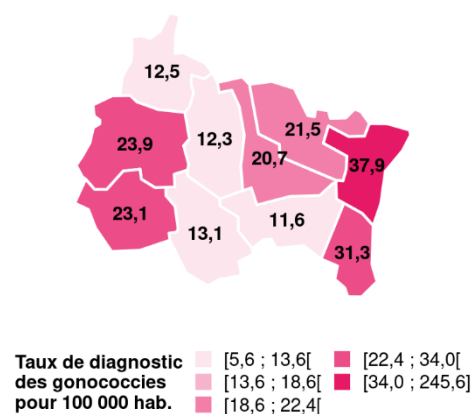 12,5
23,9
12,3
21,5
20,7
37,9
23,1
13,1
11,6
31,3
Taux de diagnostic
des gonococcies
pour 100 000 hab.
[5,6 ; 13,6[
[13,6 ; 18,6[
[18,6 ; 22,4[
[22,4 ; 34,0[
[34,0 ; 245,6]